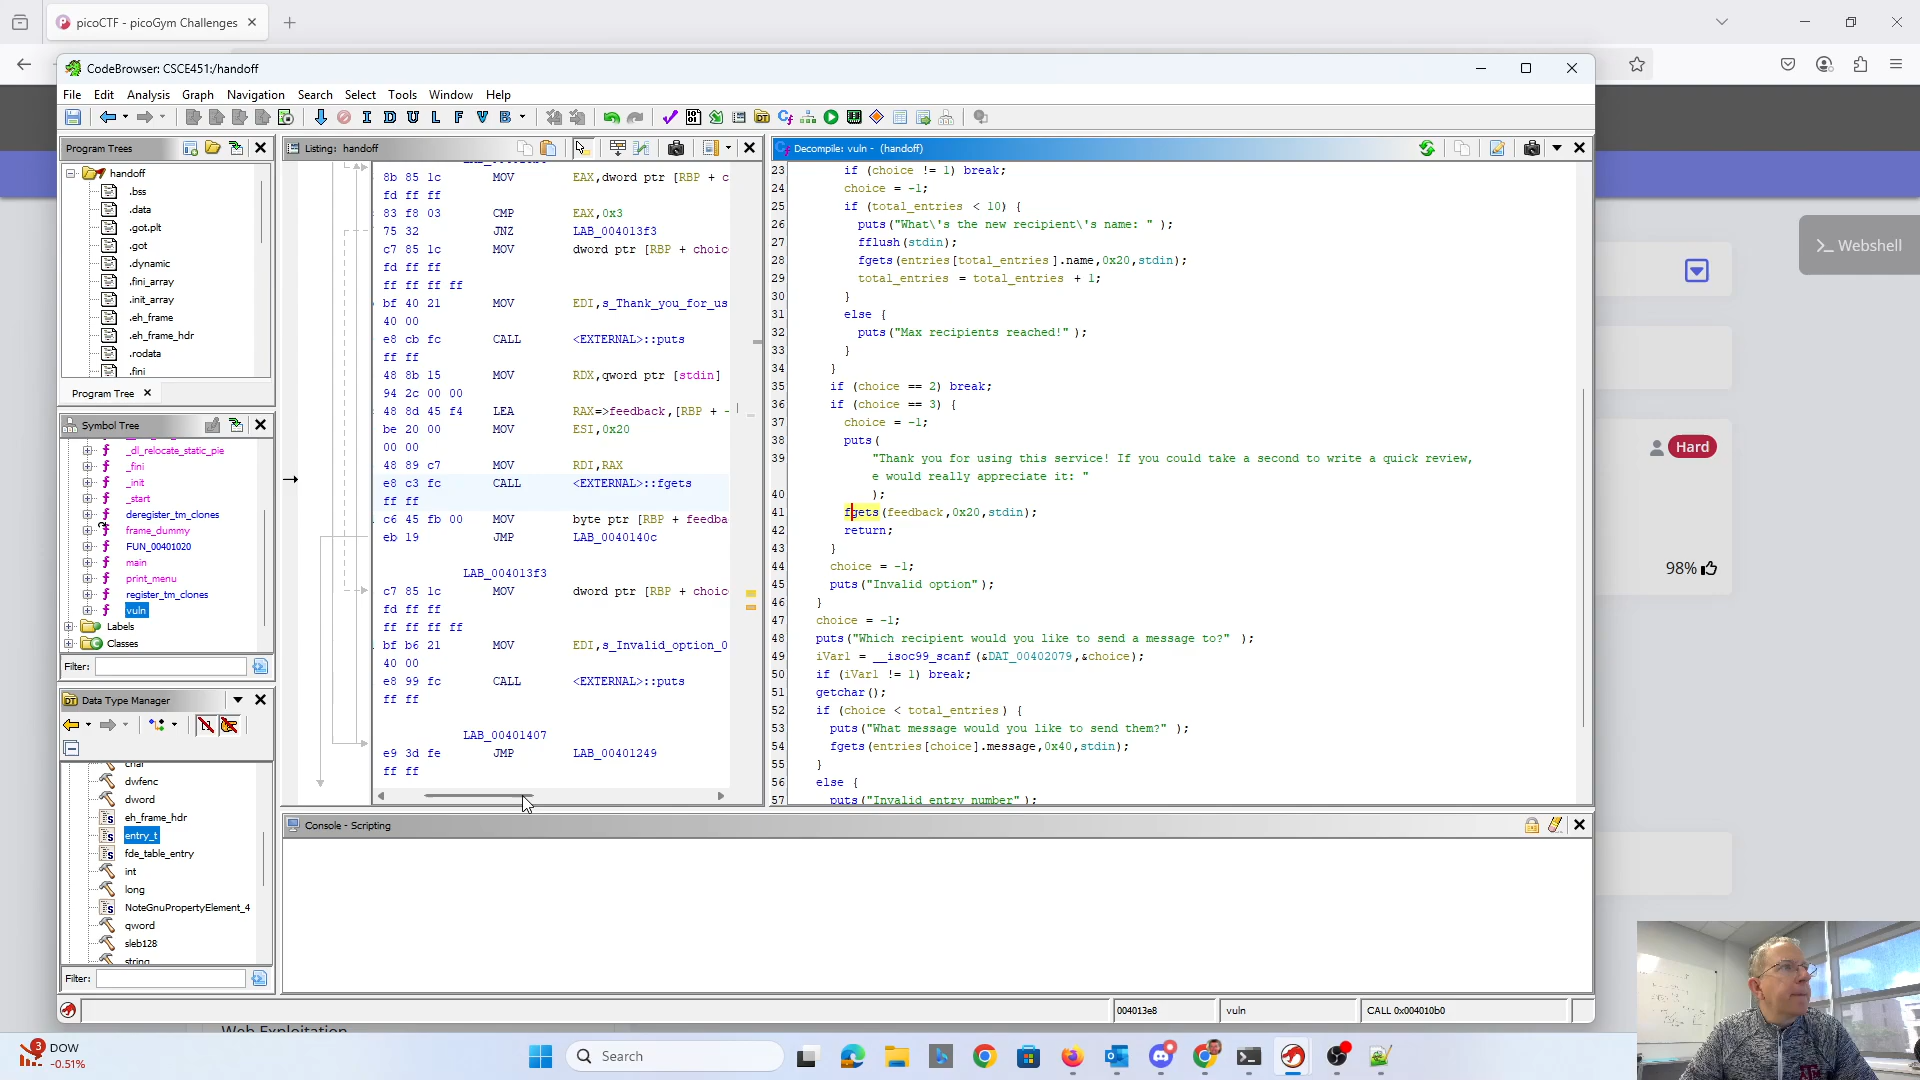 picoCTF - picoGym Challenges
CodeBrowser: CSCE451:/handoff
File Edit Analysis Graph Navigation Search Select Tools Window Help
Program Trees
handoff
.bss
.data
.got.plt
.got
.dynamic
.fini_array
.init_array
.eh_frame
.eh_frame_hdr
.rodata
.fini
Program Tree
Symbol Tree
_dl_relocate_static_pie
_fini
_init
_start
deregister_tm_clones
frame_dummy
FUN_00401020
main
print_menu
register_tm_clones
vuln
Labels
Classes
Filter:
Data Type Manager
char
dwfenc
dword
eh_frame_hdr
entry_t
fde_table_entry
int
long
NoteGnuPropertyElement_4
qword
sleb128
string
Filter:
Listing: handoff
8b 85 1c MOV EAX,dword ptr [RBP + c
fd ff ff
83 f8 03 CMP EAX,0x3
75 32 JNZ LAB_004013f3
c7 85 1c MOV dword ptr [RBP + choic
fd ff ff
ff ff ff ff
bf 40 21 MOV EDI,s_Thank_you_for_us
40 00
e8 cb fc CALL <EXTERNAL>::puts
ff ff
48 8b 15 MOV RDX,qword ptr [stdin]
94 2c 00 00
48 8d 45 f4 LEA RAX=>feedback,[RBP + -
be 20 00 MOV ESI,0x20
00 00
48 89 c7 MOV RDI,RAX
e8 c3 fc CALL <EXTERNAL>::fgets
ff ff
c6 45 fb 00 MOV byte ptr [RBP + feedba
eb 19 JMP LAB_0040140c
LAB_004013f3
c7 85 1c MOV dword ptr [RBP + choic
fd ff ff
ff ff ff ff
bf b6 21 MOV EDI,s_Invalid_option_0
40 00
e8 99 fc CALL <EXTERNAL>::puts
ff ff
LAB_00401407
e9 3d fe JMP LAB_00401249
ff ff
Decompile: vuln - (handoff)
23 if (choice != 1) break;
24 choice = -1;
25 if (total_entries < 10) {
26 puts("What\'s the new recipient\'s name: " );
27 fflush(stdin);
28 fgets(entries[total_entries].name,0x20,stdin);
29 total_entries = total_entries + 1;
30 }
31 else {
32 puts("Max recipients reached!" );
33 }
34 }
35 if (choice == 2) break;
36 if (choice == 3) {
37 choice = -1;
38 puts(
39 "Thank you for using this service! If you could take a second to write a quick review,
e would really appreciate it: "
40 );
41 fgets(feedback,0x20,stdin);
42 return;
43 }
44 choice = -1;
45 puts("Invalid option");
46 }
47 choice = -1;
48 puts("Which recipient would you like to send a message to?" );
49 iVar1 = __isoc99_scanf(&DAT_00402079,&choice);
50 if (iVar1 != 1) break;
51 getchar();
52 if (choice < total_entries) {
53 puts("What message would you like to send them?" );
54 fgets(entries[choice].message,0x40,stdin);
55 }
56 else {
57 puts("Invalid entry number" );
Console - Scripting
004013e8
vuln
CALL 0x004010b0
>_ Webshell
Hard
98%
Web Exploitation
3
DOW
-0.51%
Search